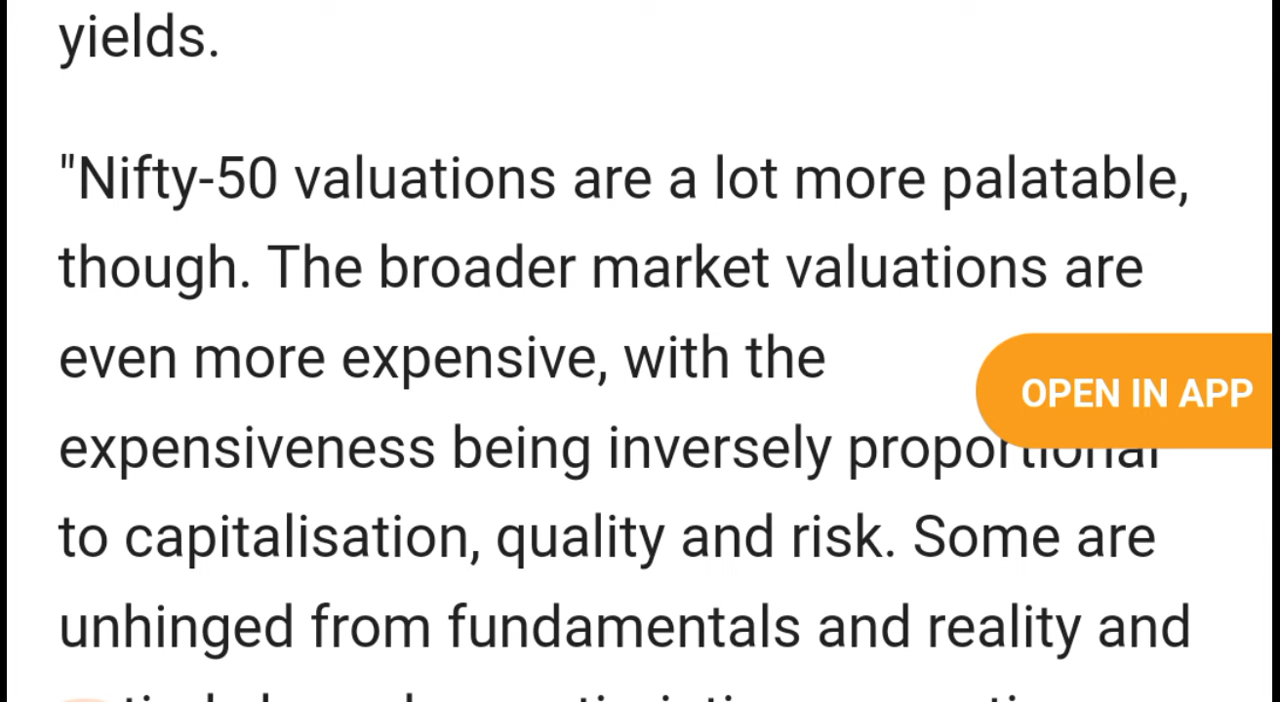 yields.
"Nifty-50 valuations are a lot more palatable,
though. The broader market valuations are
even more expensive, with the
OPEN IN APP
expensiveness being inversely proportional
to capitalisation, quality and risk. Some are
unhinged from fundamentals and reality and